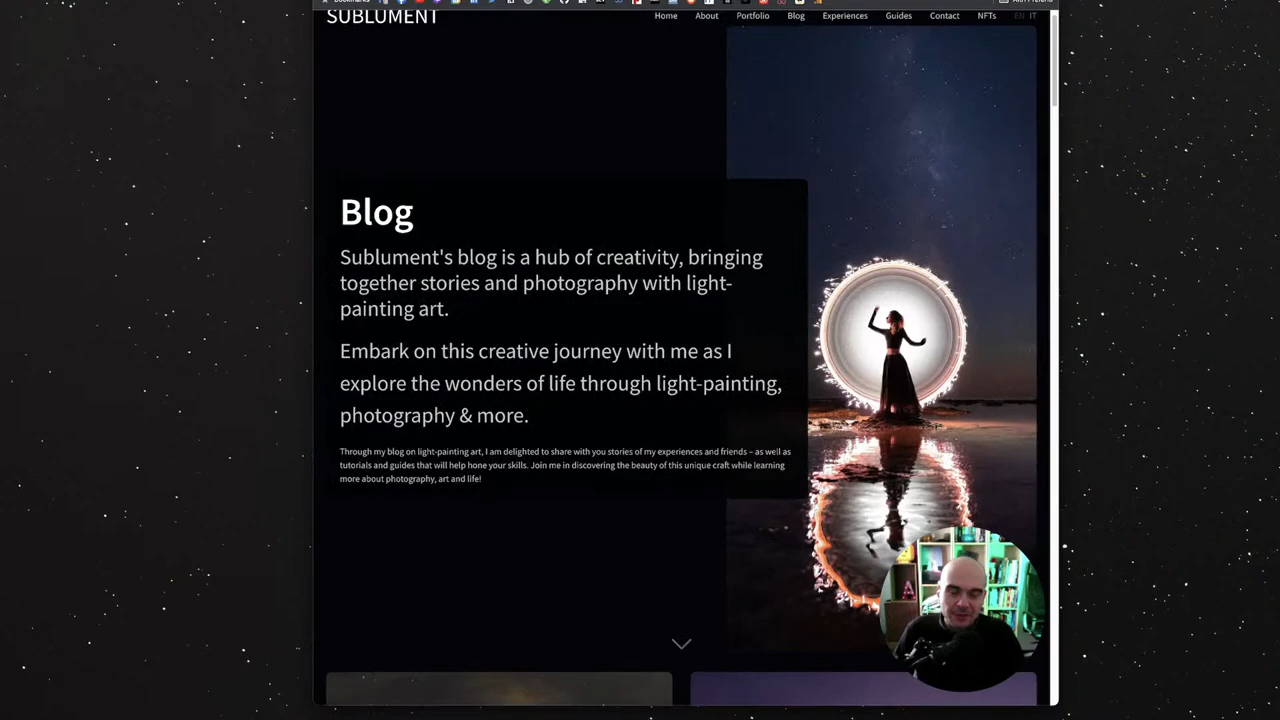 SUBLUMENT
Home About Portfolio Blog Experiences Guides Contact NFTs EN IT
Blog
Sublument's blog is a hub of creativity, bringing
together stories and photography with light-
painting art.
Embark on this creative journey with me as I
explore the wonders of life through light-painting,
photography & more.
Through my blog on light-painting art, I am delighted to share with you stories of my experiences and friends – as well as
tutorials and guides that will help hone your skills. Join me in discovering the beauty of this unique craft while learning
more about photography, art and life!